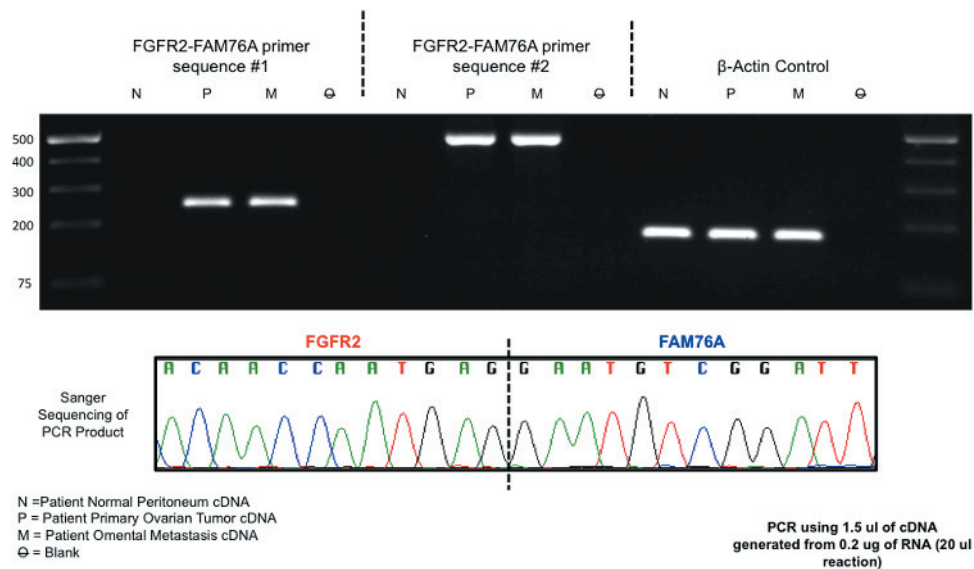 FGFR2-FAM76A primer
sequence #1
FGFR2-FAM76A primer
sequence #2
β-Actin Control
N P M Ꮎ N P M Ꮎ N P M Ꮎ
500
400
300
200
75
FGFR2 FAM76A
A C A A C C A A T G A G G A A T G T C G G A T T
Sanger
Sequencing of
PCR Product
N =Patient Normal Peritoneum cDNA
P = Patient Primary Ovarian Tumor cDNA
M = Patient Omental Metastasis cDNA
Ꮎ = Blank
PCR using 1.5 ul of cDNA
generated from 0.2 ug of RNA (20 ul
reaction)